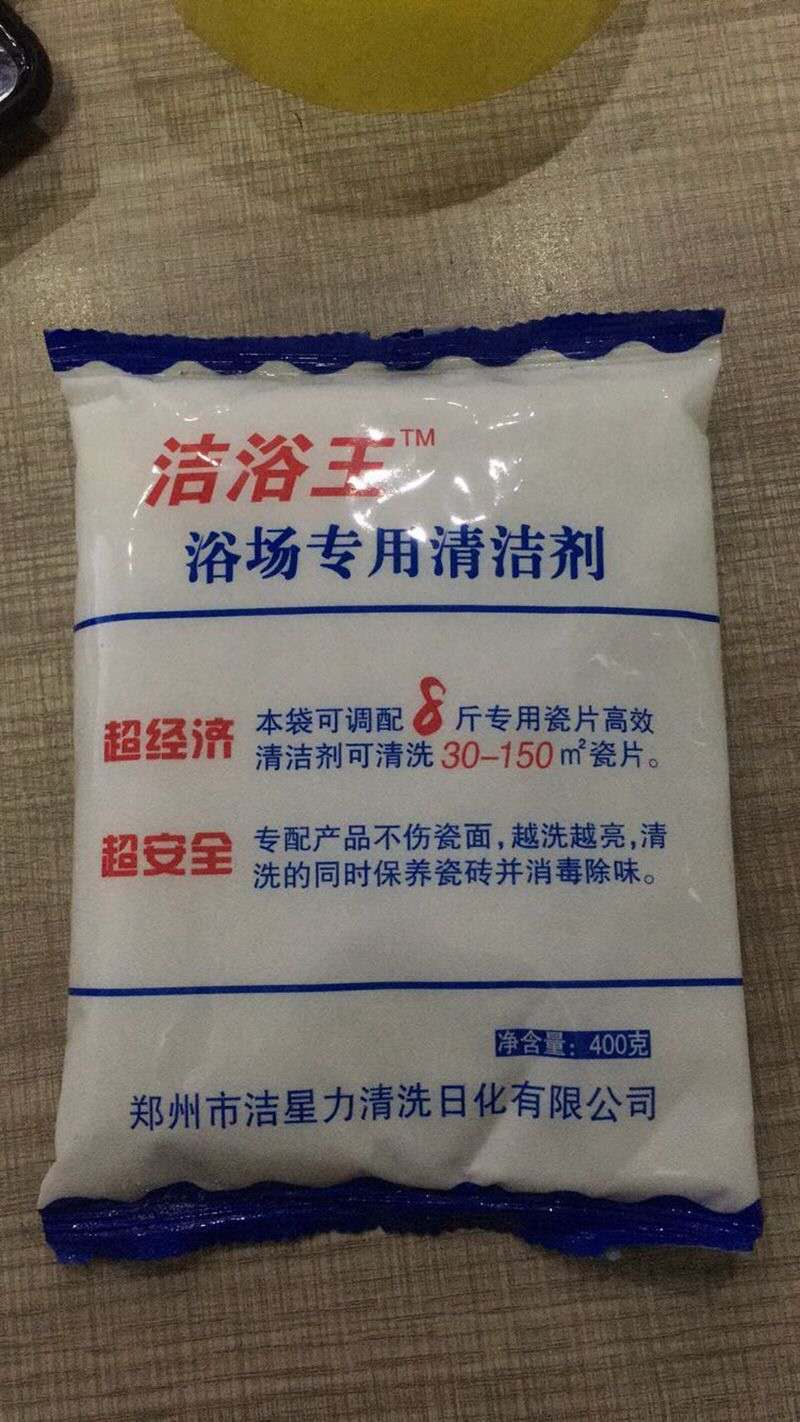 洁浴王™
浴场专用清洁剂
超经济
本袋可调配8斤专用瓷片高效
清洁剂可清洗30-150㎡瓷片。
超安全
专配产品不伤瓷面,越洗越亮,清
洗的同时保养瓷砖并消毒除味。
净含量：400克
郑州市洁星力清洗日化有限公司